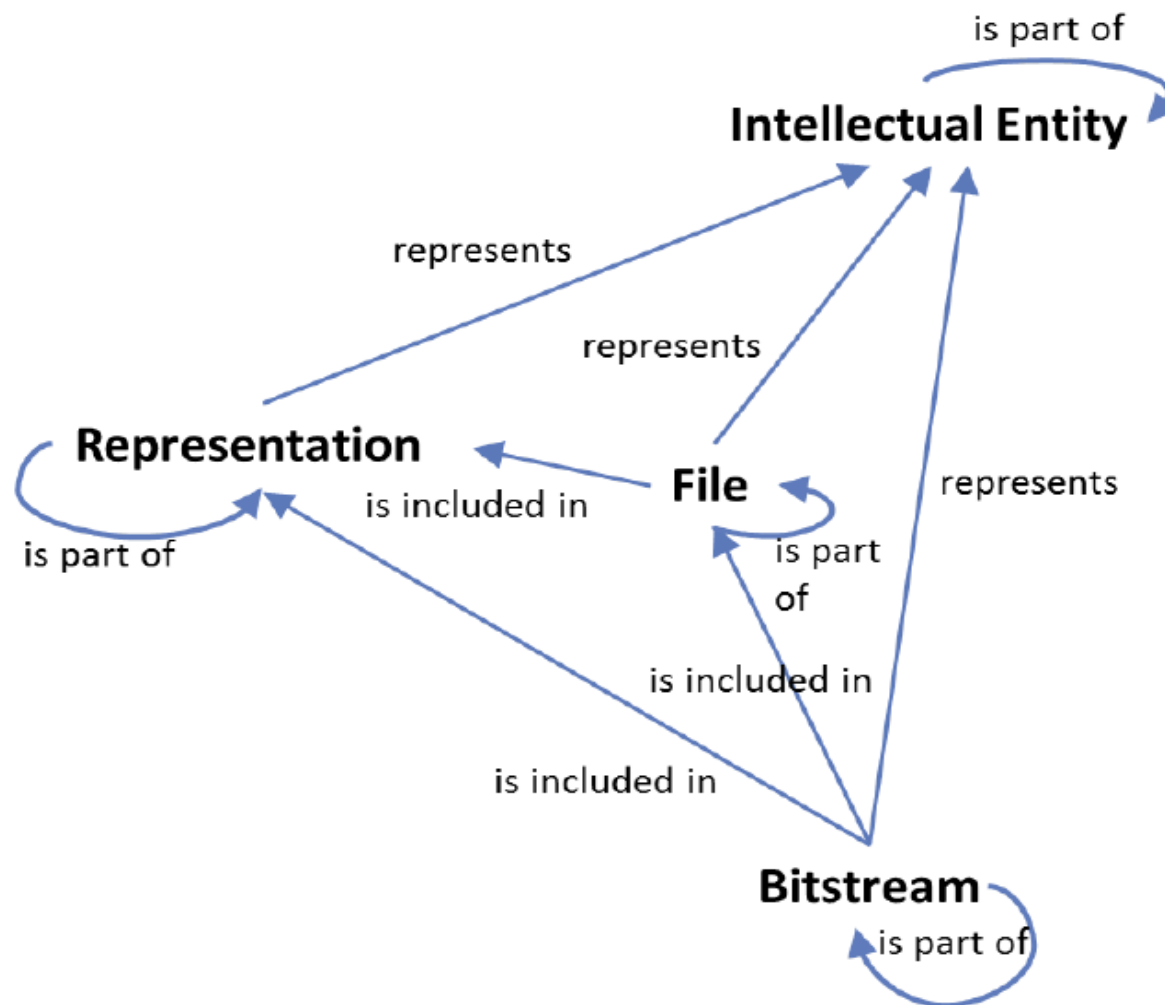 is part of
Intellectual Entity
represents
represents
Representation
File
represents
is included in
is part of
is part
of
is included in
is included in
Bitstream
is part of